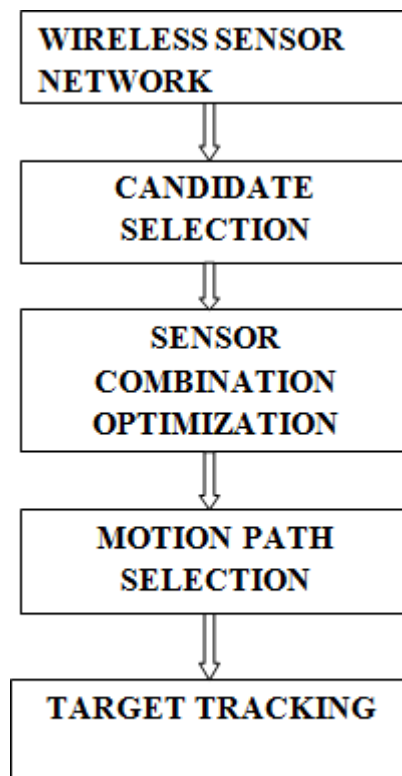 WIRELESS SENSOR
NETWORK
CANDIDATE
SELECTION
SENSOR
COMBINATION
OPTIMIZATION
MOTION PATH
SELECTION
TARGET TRACKING